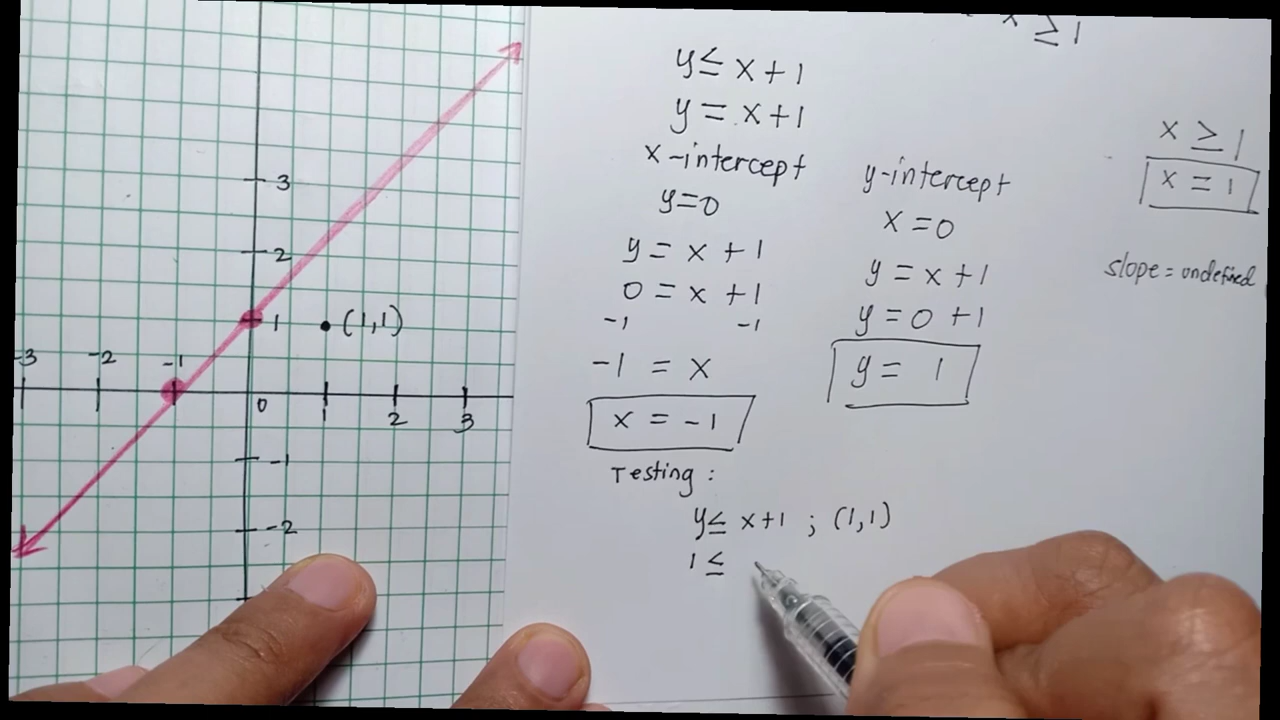 x ≥ 1
y ≤ x + 1
y = x + 1
x-intercept
y=0
y = x + 1
0 = x + 1
-1 -1
-1 = x
x = -1
y-intercept
x = 0
y = x + 1
y = 0 + 1
y = 1
x ≥ 1
x = 1
slope = undefined
Testing :
y ≤ x+1 ; (1,1)
1 ≤
3
2
1 (1,1)
-3 -2 -1
0 1 2 3
-1
-2